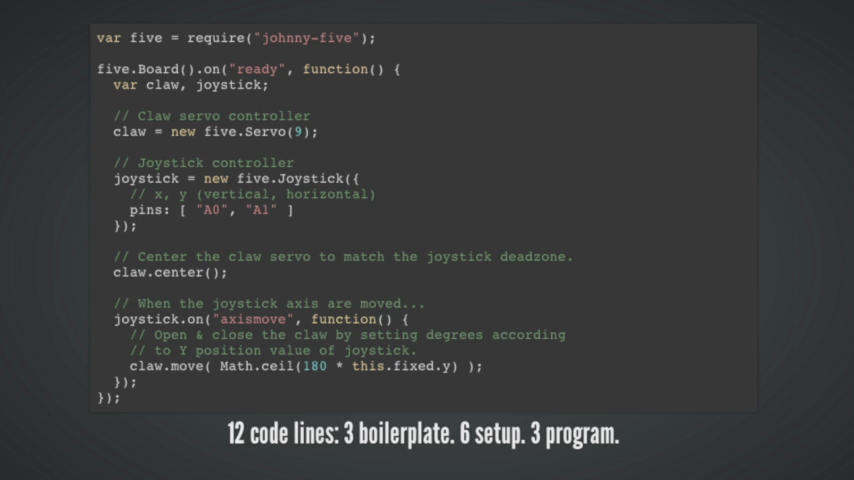 var five = require("johnny-five");
five.Board().on("ready", function() {
var claw, joystick;
// Claw servo controller
claw = new five.Servo(9);
// Joystick controller
joystick = new five.Joystick({
// x, y (vertical, horizontal)
pins: [ "A0", "A1" ]
});
// Center the claw servo to match the joystick deadzone.
claw.center();
// When the joystick axis are moved...
joystick.on("axismove", function() {
// Open & close the claw by setting degrees according
// to Y position value of joystick.
claw.move( Math.ceil(180 * this.fixed.y) );
});
});
12 code lines: 3 boilerplate. 6 setup. 3 program.